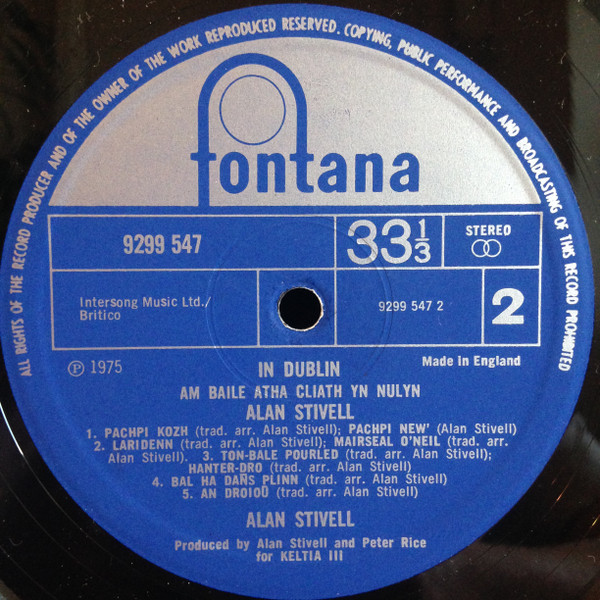 ALL RIGHTS OF THE RECORD PRODUCER AND OF THE OWNER OF THE WORK REPRODUCED RESERVED. COPYING, PUBLIC PERFORMANCE AND BROADCASTING OF THIS RECORD PROHIBITED
fontana
9299 547
33⅓
STEREO
Intersong Music Ltd./
Britico
9299 547 2
2
℗ 1975
IN DUBLIN
Made in England
AM BAILE ATHA CLIATH YN NULYN
ALAN STIVELL
1. PACHPI KOZH (trad. arr. Alan Stivell); PACHPI NEW' (Alan Stivell)
2. LARIDENN (trad. arr. Alan Stivell); MAIRSEAL O'NEIL (trad. arr.
Alan Stivell). 3. TON-BALE POURLED (trad. arr. Alan Stivell);
HANTER-DRO (trad. arr. Alan Stivell)
4. BAL HA DAÑS PLINN (trad. arr. Alan Stivell)
5. AN DROIOÙ (trad. arr. Alan Stivell)
ALAN STIVELL
Produced by Alan Stivell and Peter Rice
for KELTIA III